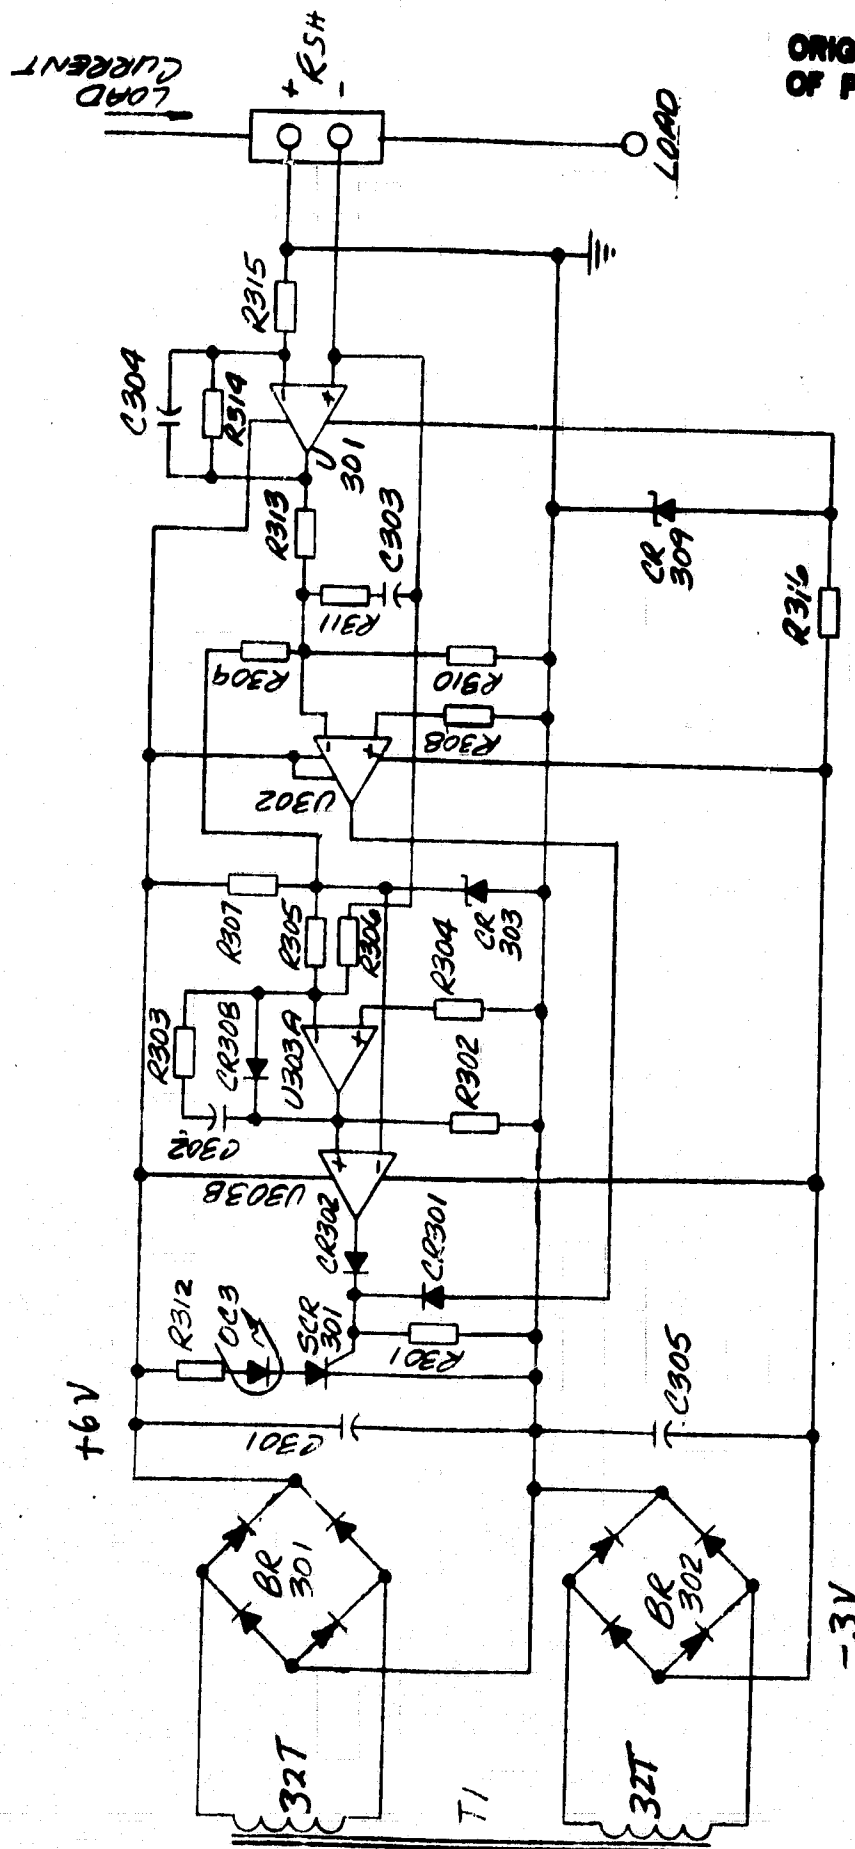 ORIG
OF P
LOAD
CURRENT
+ RSH -
LOAD
R315
C304
R314
- +
U
301
R313
C303
R311
CR
309
R316
R309
R310
R308
- +
U302
R307
R305
R306
CR
303
R304
R303
CR308
U303A
- +
R302
C302
+ -
U303B
CR302
CR301
R312
OC3
SCR
301
R301
+6V
C301
C305
BR
301
BR
302
-3V
32T
T1
32T